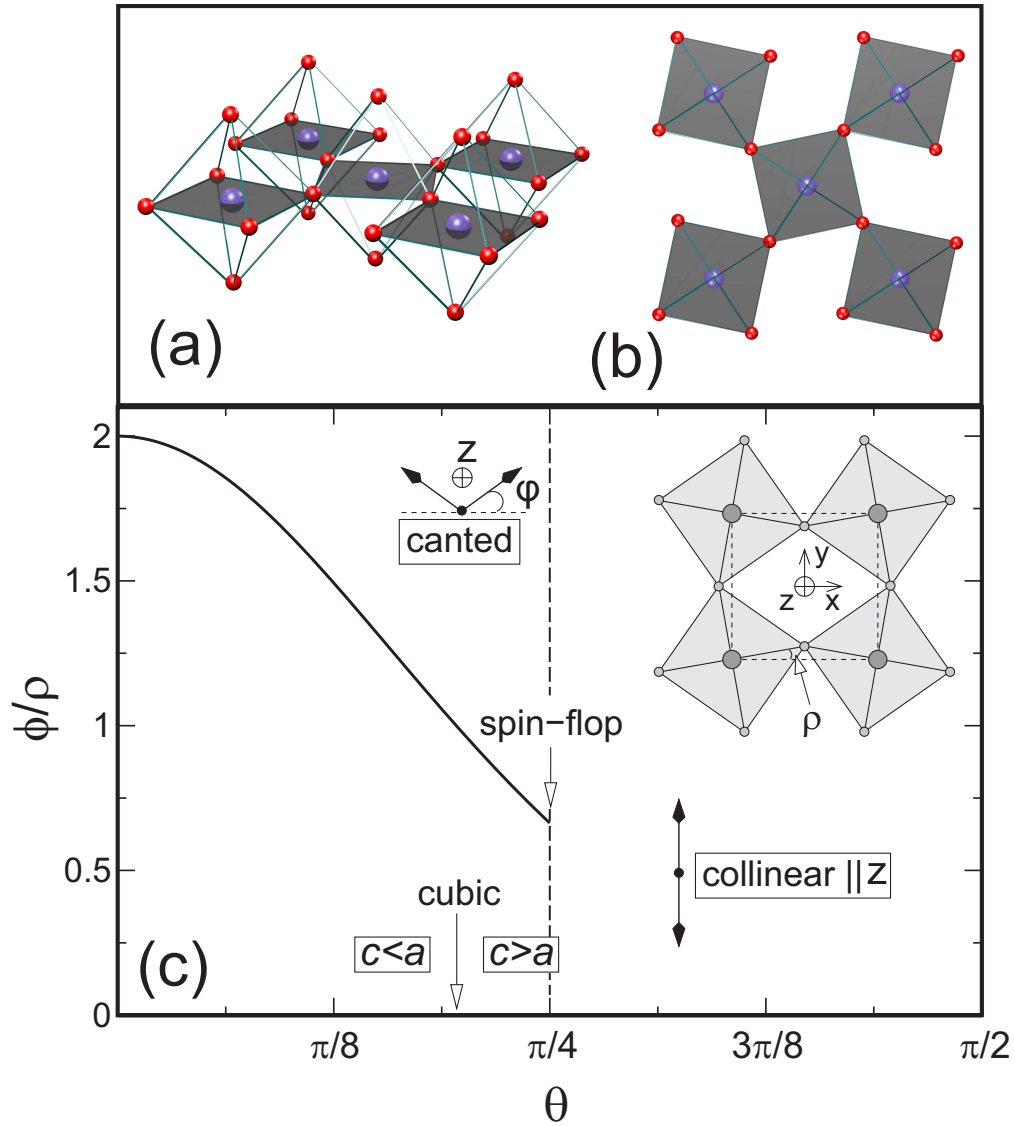 (a)
(b)
2
1.5
1
0.5
0
ϕ/ρ
z
φ
canted
y
z
x
ρ
spin−flop
collinear || z
cubic
c<a
c>a
(c)
π/8
π/4
3π/8
π/2
θ